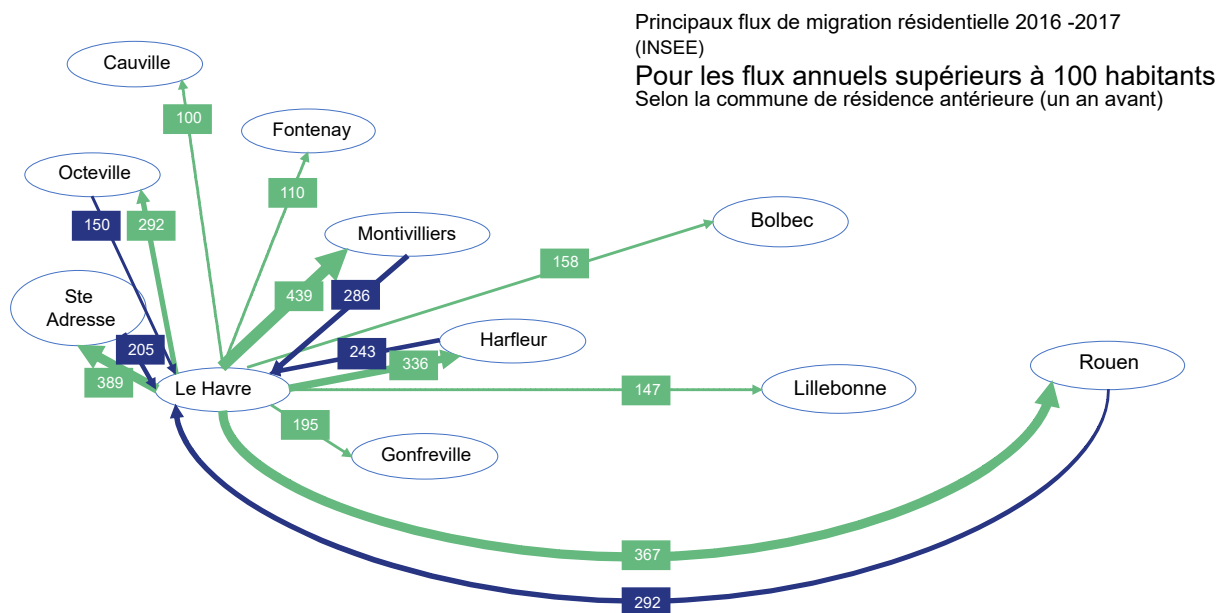 Principaux flux de migration résidentielle 2016 -2017
(INSEE)
Pour les flux annuels supérieurs à 100 habitants
Selon la commune de résidence antérieure (un an avant)
Cauville
100
Fontenay
110
Octeville
150
292
Montivilliers
439
286
Bolbec
158
Ste
Adresse
205
389
Harfleur
243
336
Le Havre
147
Lillebonne
Rouen
195
Gonfreville
367
292